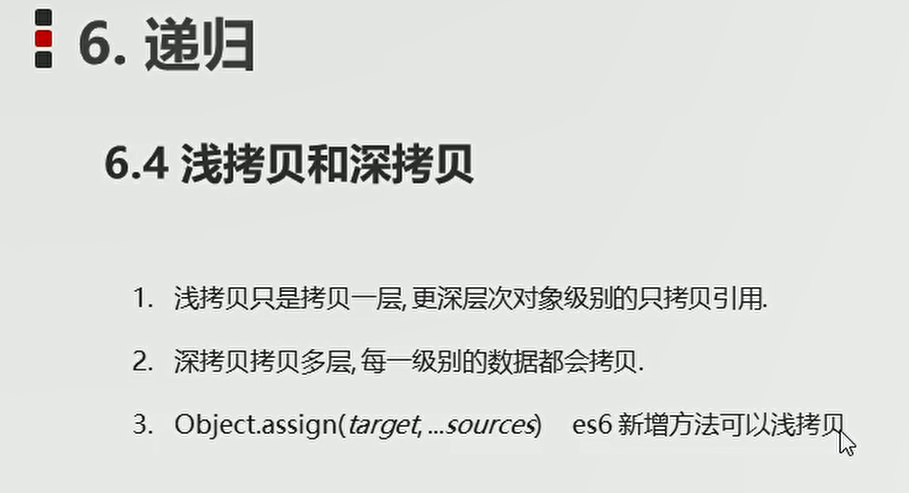 6. 递归
6.4 浅拷贝和深拷贝
1. 浅拷贝只是拷贝一层, 更深层次对象级别的只拷贝引用.
2. 深拷贝拷贝多层, 每一级别的数据都会拷贝.
3. Object.assign(target, ...sources) es6 新增方法可以浅拷贝